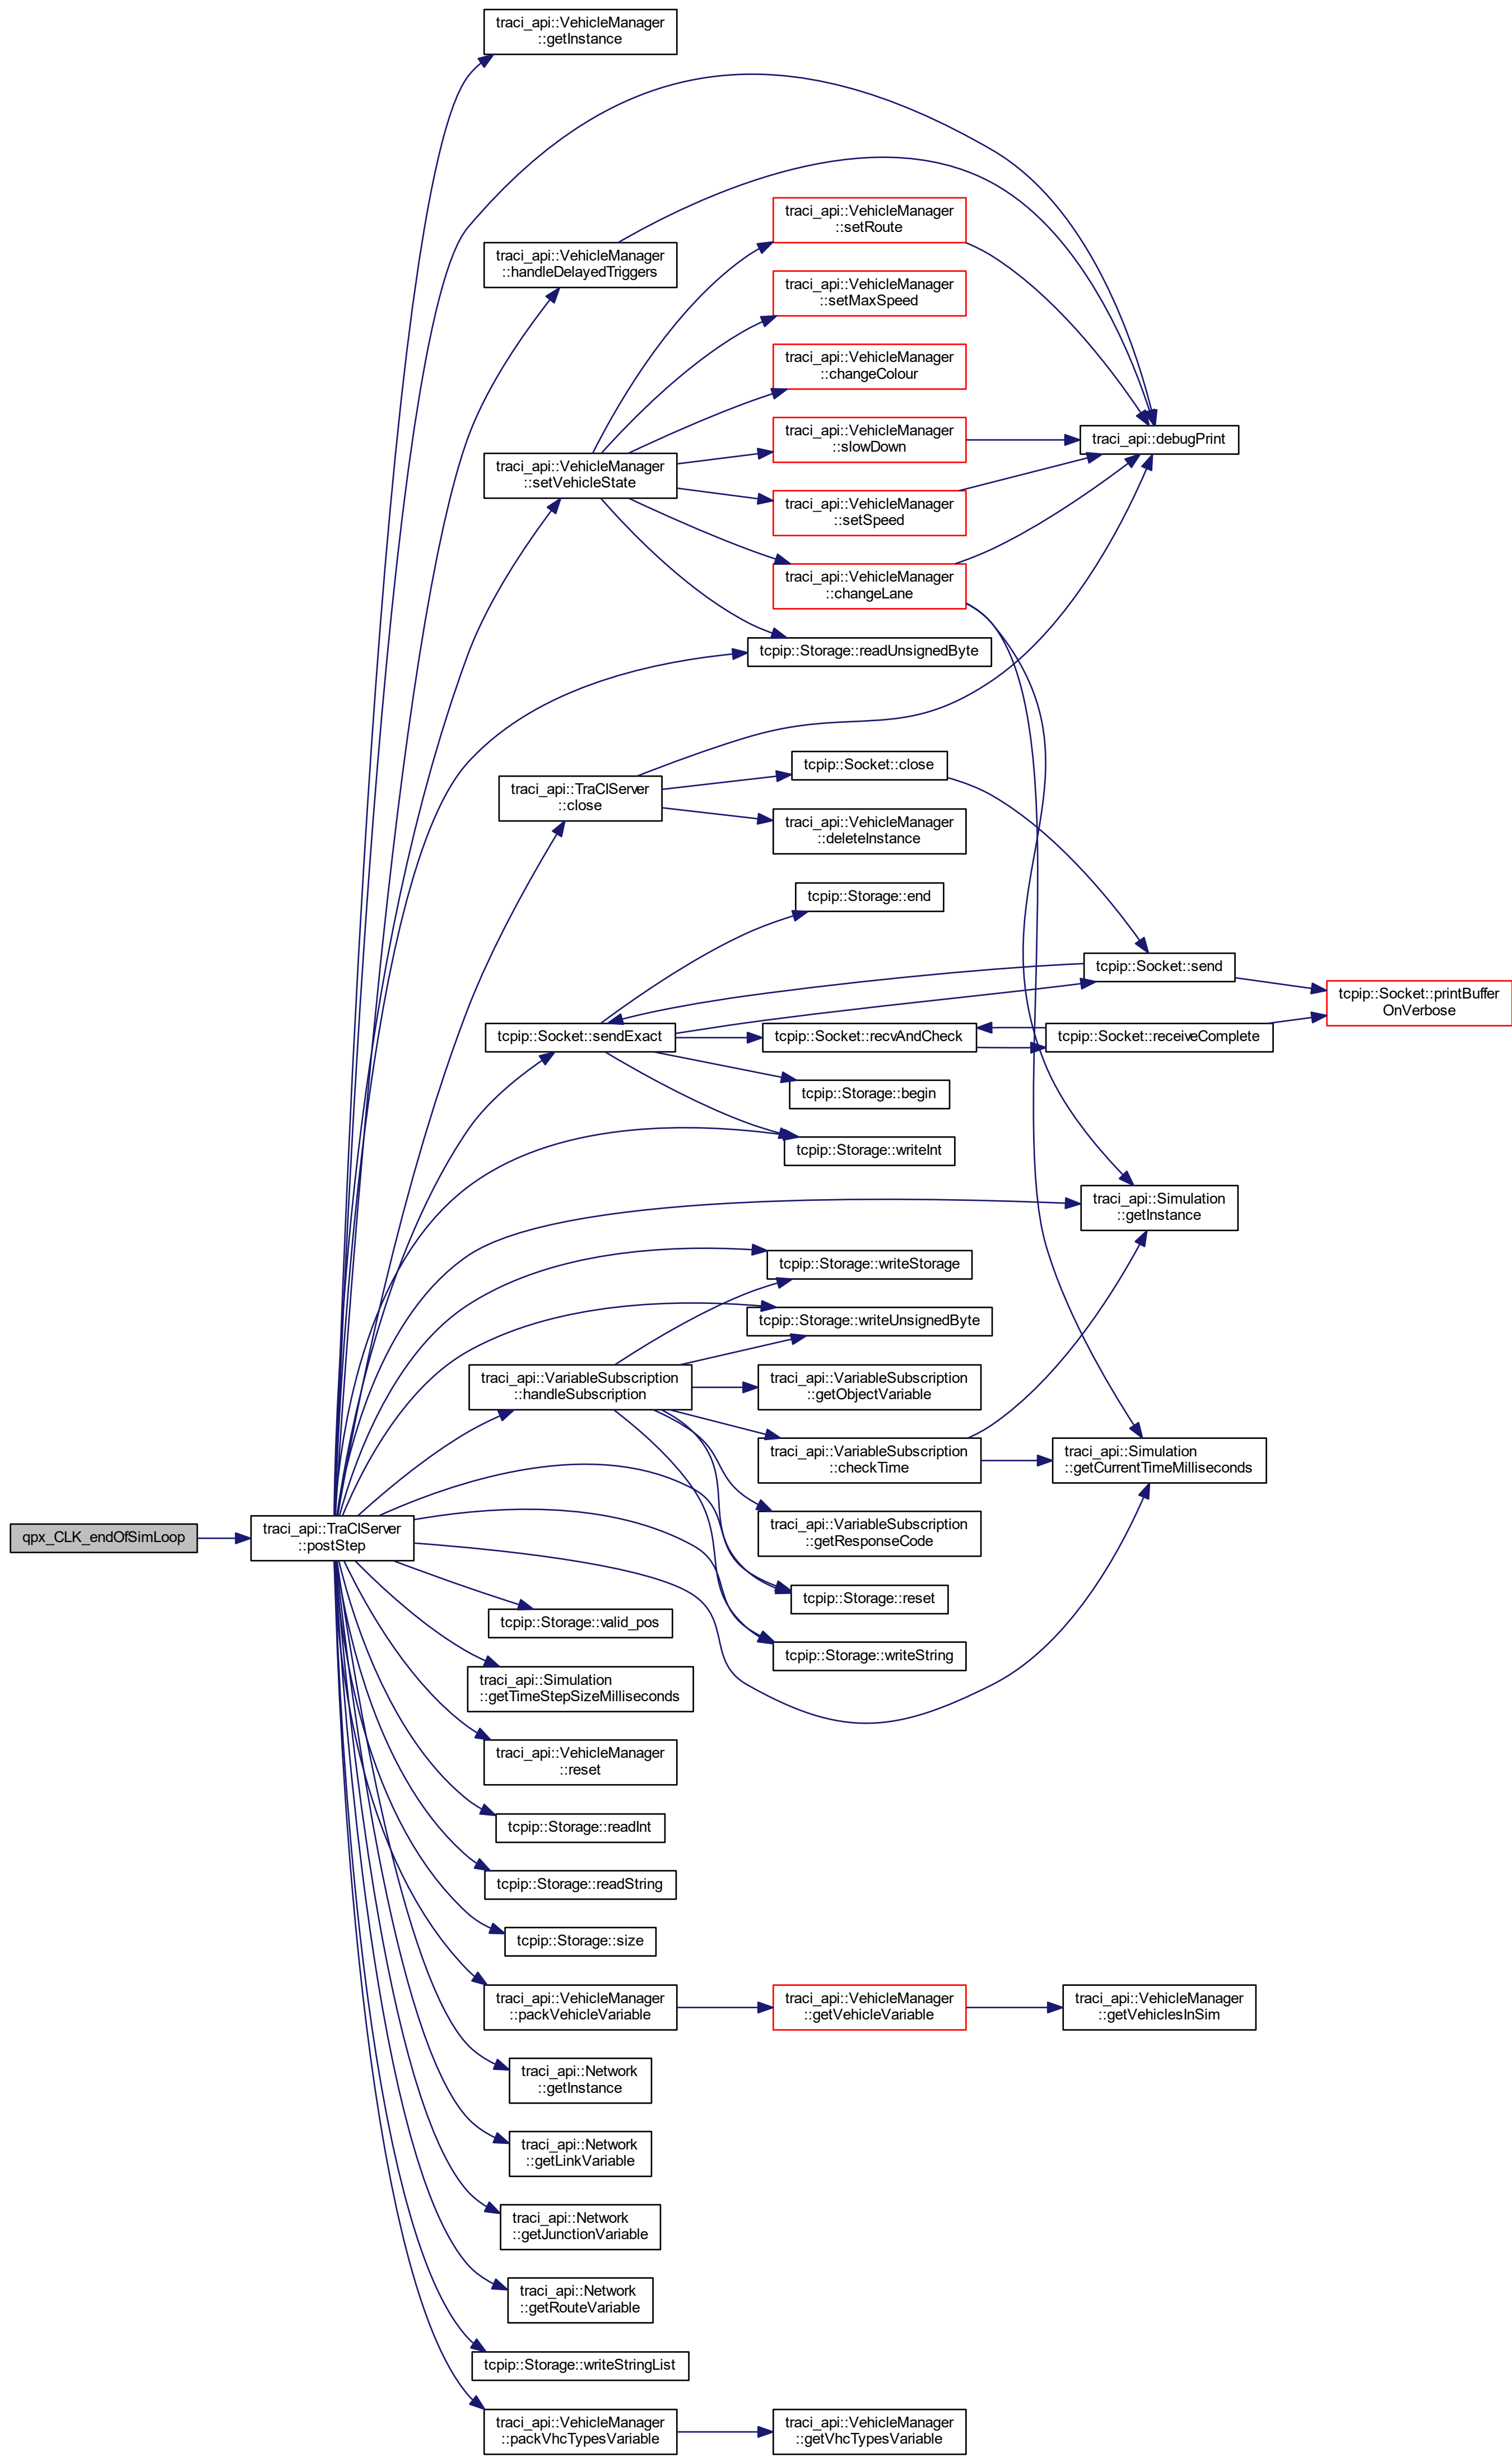 traci_api::VehicleManager
::getInstance
traci_api::VehicleManager
::handleDelayedTriggers
traci_api::VehicleManager
::setRoute
traci_api::VehicleManager
::setMaxSpeed
traci_api::VehicleManager
::changeColour
traci_api::VehicleManager
::slowDown
traci_api::debugPrint
traci_api::VehicleManager
::setVehicleState
traci_api::VehicleManager
::setSpeed
traci_api::VehicleManager
::changeLane
tcpip::Storage::readUnsignedByte
traci_api::TraCIServer
::close
tcpip::Socket::close
traci_api::VehicleManager
::deleteInstance
tcpip::Storage::end
tcpip::Socket::send
tcpip::Socket::printBuffer
OnVerbose
tcpip::Socket::sendExact
tcpip::Socket::recvAndCheck
tcpip::Socket::receiveComplete
tcpip::Storage::begin
tcpip::Storage::writeInt
traci_api::Simulation
::getInstance
tcpip::Storage::writeStorage
tcpip::Storage::writeUnsignedByte
traci_api::VariableSubscription
::handleSubscription
traci_api::VariableSubscription
::getObjectVariable
traci_api::VariableSubscription
::checkTime
traci_api::Simulation
::getCurrentTimeMilliseconds
qpx_CLK_endOfSimLoop
traci_api::TraCIServer
::postStep
traci_api::VariableSubscription
::getResponseCode
tcpip::Storage::reset
tcpip::Storage::valid_pos
tcpip::Storage::writeString
traci_api::Simulation
::getTimeStepSizeMilliseconds
traci_api::VehicleManager
::reset
tcpip::Storage::readInt
tcpip::Storage::readString
tcpip::Storage::size
traci_api::VehicleManager
::packVehicleVariable
traci_api::VehicleManager
::getVehicleVariable
traci_api::VehicleManager
::getVehiclesInSim
traci_api::Network
::getInstance
traci_api::Network
::getLinkVariable
traci_api::Network
::getJunctionVariable
traci_api::Network
::getRouteVariable
tcpip::Storage::writeStringList
traci_api::VehicleManager
::packVhcTypesVariable
traci_api::VehicleManager
::getVhcTypesVariable